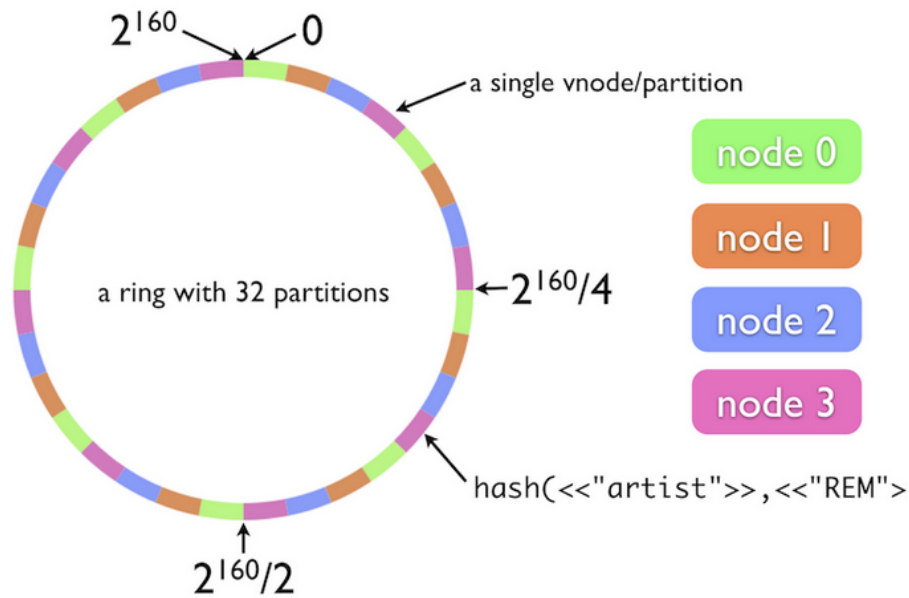 2^160
0
a single vnode/partition
node 0
node 1
node 2
node 3
a ring with 32 partitions
2^160/4
hash(<<"artist">>,<<"REM">
2^160/2